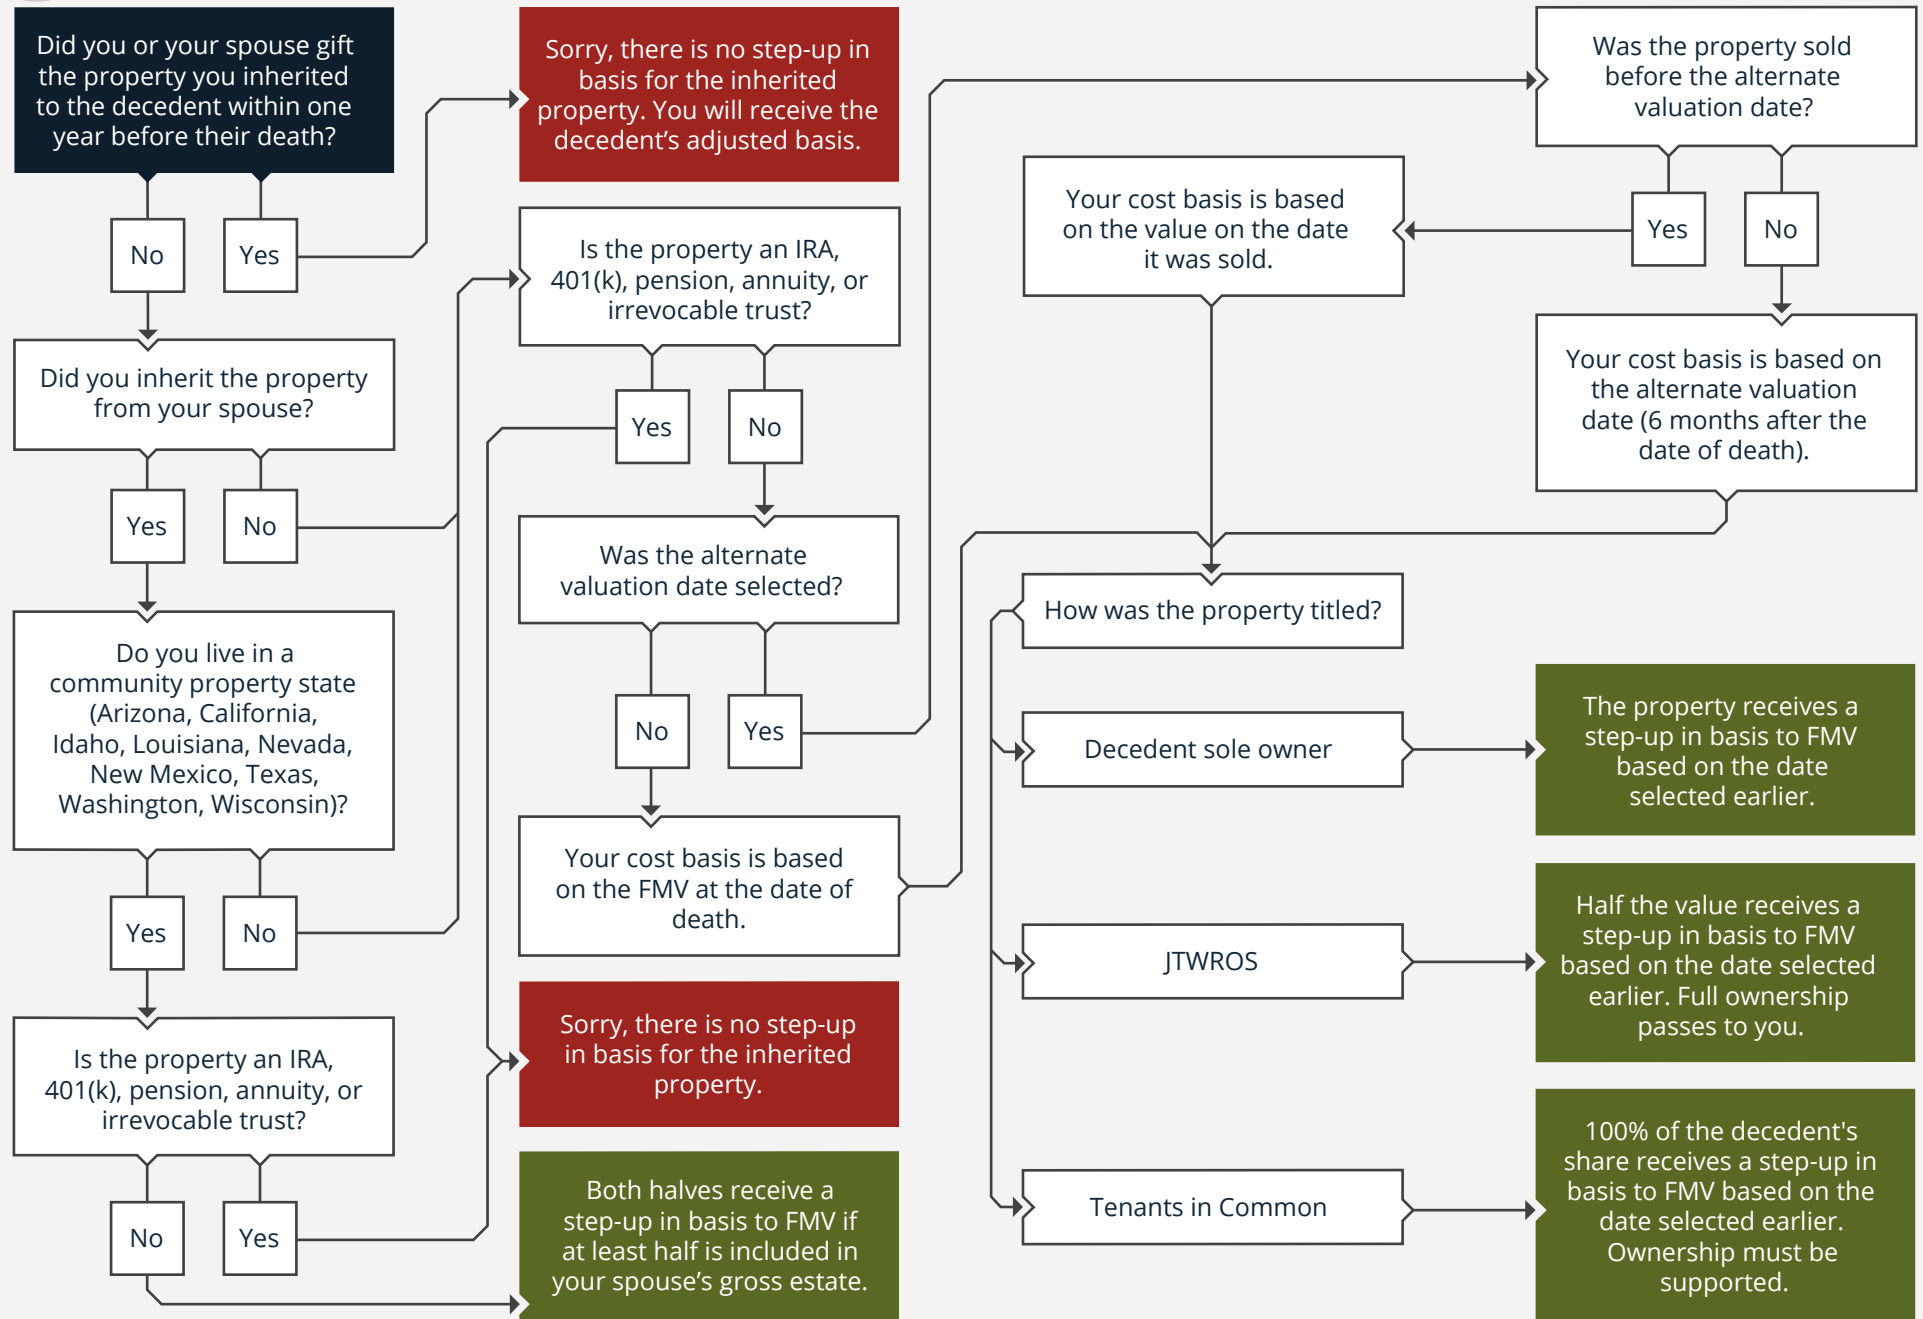 Did you or your spouse gift
the property you inherited
to the decedent within one
year before their death?
No
Yes
Did you inherit the property
from your spouse?
Yes
No
Do you live in a
community property state
(Arizona, California,
Idaho, Louisiana, Nevada,
New Mexico, Texas,
Washington, Wisconsin)?
Yes
No
Is the property an IRA,
401(k), pension, annuity, or
irrevocable trust?
No
Yes
Sorry, there is no step-up in
basis for the inherited
property. You will receive the
decedent’s adjusted basis.
Is the property an IRA,
401(k), pension, annuity, or
irrevocable trust?
Yes
No
Was the alternate
valuation date selected?
No
Yes
Your cost basis is based
on the FMV at the date of
death.
Sorry, there is no step-up
in basis for the inherited
property.
Both halves receive a
step-up in basis to FMV if
at least half is included in
your spouse’s gross estate.
Was the property sold
before the alternate
valuation date?
Yes
No
Your cost basis is based
on the value on the date
it was sold.
Your cost basis is based on
the alternate valuation
date (6 months after the
date of death).
How was the property titled?
Decedent sole owner
The property receives a
step-up in basis to FMV
based on the date
selected earlier.
JTWROS
Half the value receives a
step-up in basis to FMV
based on the date selected
earlier. Full ownership
passes to you.
Tenants in Common
100% of the decedent's
share receives a step-up in
basis to FMV based on the
date selected earlier.
Ownership must be
supported.